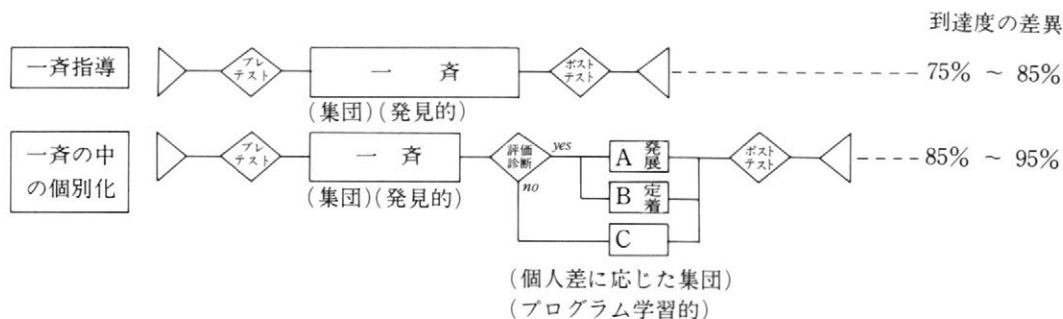 到達度の差異
一斉指導
プレ
テスト
一 斉
ポスト
テスト
75% ~ 85%
(集団)(発見的)
一斉の中
の個別化
プレ
テスト
一 斉
評価
診断
yes
no
A 発展
B 定着
C
ポスト
テスト
85% ~ 95%
(集団)(発見的)
(個人差に応じた集団)
(プログラム学習的)